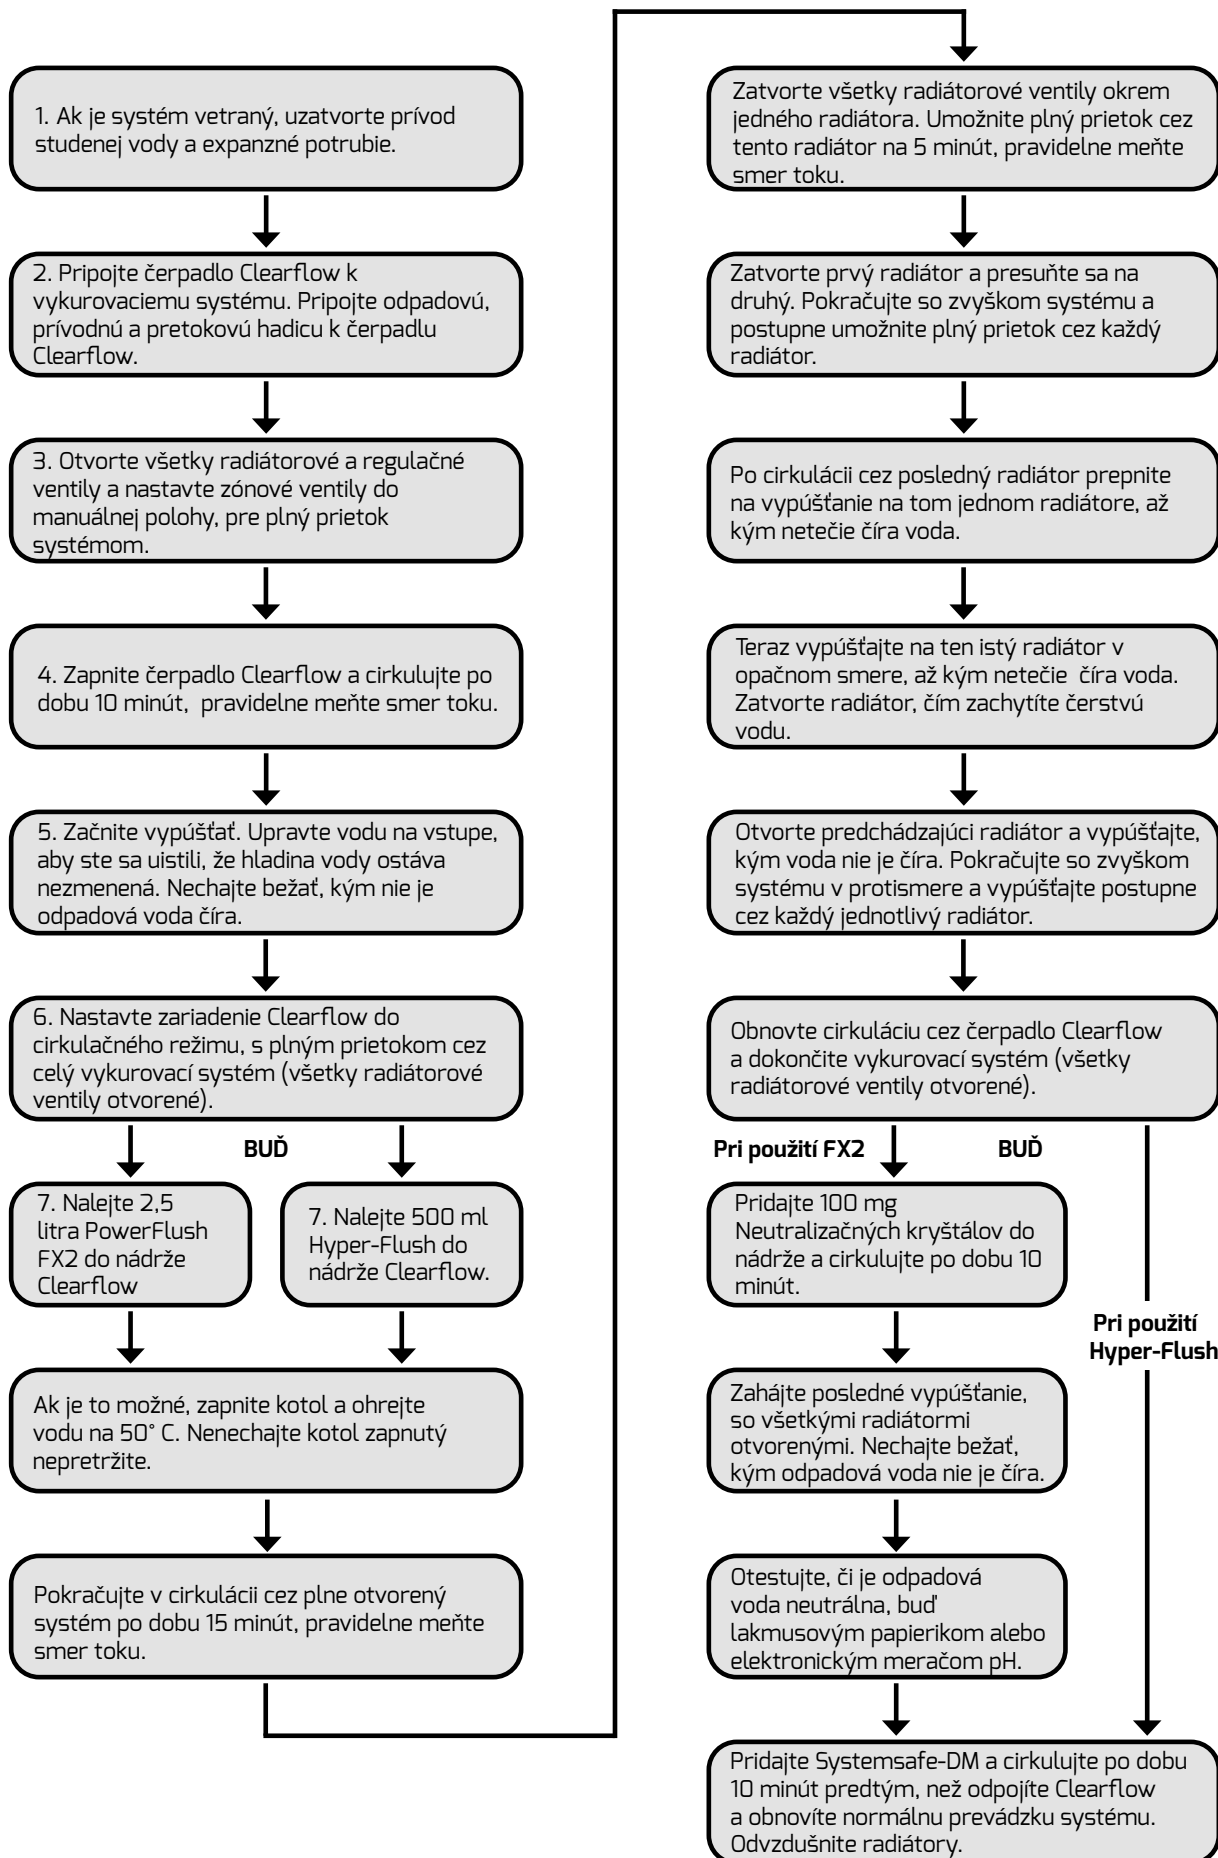 1. Ak je systém vetraný, uzatvorte prívod
studenej vody a expanzné potrubie.
2. Pripojte čerpadlo Clearflow k
vykurovaciemu systému. Pripojte odpadovú,
prívodnú a pretokovú hadicu k čerpadlu
Clearflow.
3. Otvorte všetky radiátorové a regulačné
ventily a nastavte zónové ventily do
manuálnej polohy, pre plný prietok
systémom.
4. Zapnite čerpadlo Clearflow a cirkulujte po
dobu 10 minút,  pravidelne meňte smer toku.
5. Začnite vypúšťať. Upravte vodu na vstupe,
aby ste sa uistili, že hladina vody ostáva
nezmenená. Nechajte bežať, kým nie je
odpadová voda číra.
6. Nastavte zariadenie Clearflow do
cirkulačného režimu, s plným prietokom cez
celý vykurovací systém (všetky radiátorové
ventily otvorené).
BUĎ
7. Nalejte 2,5
litra PowerFlush
FX2 do nádrže
Clearflow
7. Nalejte 500 ml
Hyper-Flush do
nádrže Clearflow.
Ak je to možné, zapnite kotol a ohrejte
vodu na 50° C. Nenechajte kotol zapnutý
nepretržite.
Pokračujte v cirkulácii cez plne otvorený
systém po dobu 15 minút, pravidelne meňte
smer toku.
Zatvorte všetky radiátorové ventily okrem
jedného radiátora. Umožnite plný prietok cez
tento radiátor na 5 minút, pravidelne meňte
smer toku.
Zatvorte prvý radiátor a presuňte sa na
druhý. Pokračujte so zvyškom systému a
postupne umožnite plný prietok cez každý
radiátor.
Po cirkulácii cez posledný radiátor prepnite
na vypúšťanie na tom jednom radiátore, až
kým netečie číra voda.
Teraz vypúšťajte na ten istý radiátor v
opačnom smere, až kým netečie  číra voda.
Zatvorte radiátor, čím zachytíte čerstvú
vodu.
Otvorte predchádzajúci radiátor a vypúšťajte,
kým voda nie je číra. Pokračujte so zvyškom
systému v protismere a vypúšťajte postupne
cez každý jednotlivý radiátor.
Obnovte cirkuláciu cez čerpadlo Clearflow
a dokončite vykurovací systém (všetky
radiátorové ventily otvorené).
Pri použití FX2
BUĎ
Pridajte 100 mg
Neutralizačných kryštálov do
nádrže a cirkulujte po dobu 10
minút.
Pri použití
Hyper-Flush
Zahájte posledné vypúšťanie,
so všetkými radiátormi
otvorenými. Nechajte bežať,
kým odpadová voda nie je číra.
Otestujte, či je odpadová
voda neutrálna, buď
lakmusovým papierikom alebo
elektronickým meračom pH.
Pridajte Systemsafe-DM a cirkulujte po dobu
10 minút predtým, než odpojíte Clearflow
a obnovíte normálnu prevádzku systému.
Odvzdušnite radiátory.